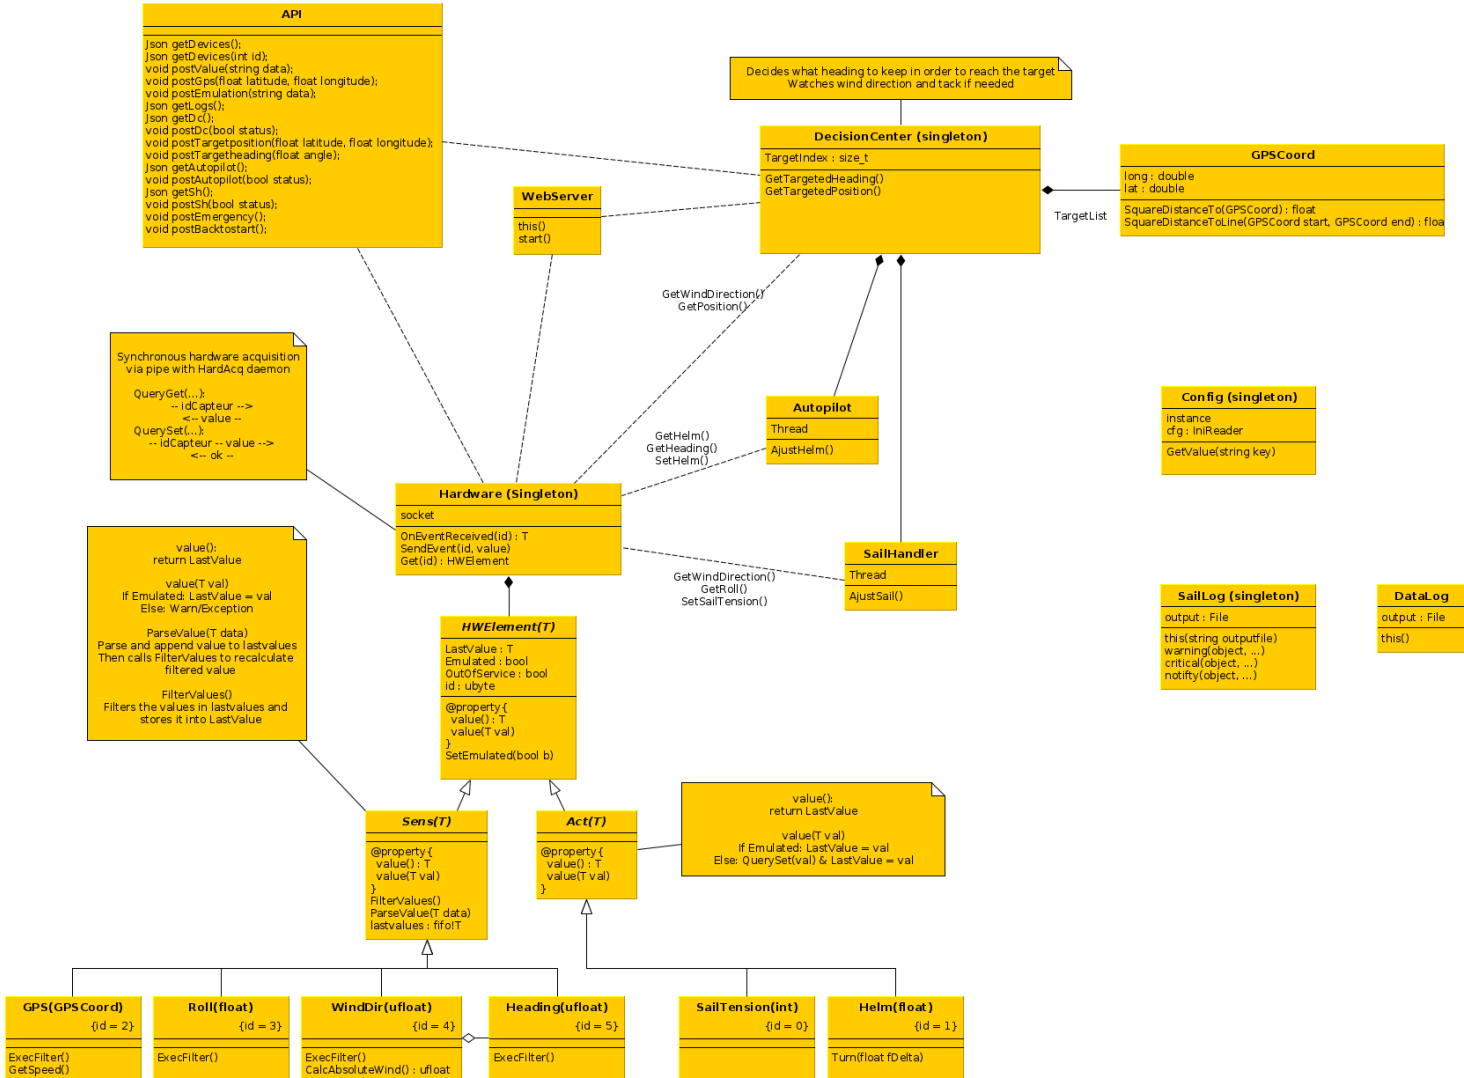 API
Json getDevices();
Json getDevices(int id);
void postValue(string data);
void postGps(float latitude, float longitude);
void postEmulation(string data);
Json getLogs();
Json getDc();
void postDc(bool status);
void postTargetposition(float latitude, float longitude);
void postTargetheading(float angle);
Json getAutopilot();
void postAutopilot(bool status);
Json getSh();
void postSh(bool status);
void postEmergency();
void postBacktostart();
Decides what heading to keep in order to reach the target
Watches wind direction and tack if needed
DecisionCenter (singleton)
TargetIndex : size_t
GetTargetedHeading()
GetTargetedPosition()
GPSCoord
long : double
lat : double
SquareDistanceTo(GPSCoord) : float
SquareDistanceToLine(GPSCoord start, GPSCoord end) : floa
TargetList
WebServer
this()
start()
GetWindDirection()
GetPosition()
Synchronous hardware acquisition
via pipe with HardAcq daemon
QueryGet(...):
-- idCapteur -->
<-- value --
QuerySet(...):
-- idCapteur -- value -->
<-- ok --
Autopilot
Thread
AjustHelm()
GetHelm()
GetHeading()
SetHelm()
Config (singleton)
instance
cfg : IniReader
GetValue(string key)
Hardware (Singleton)
socket
OnEventReceived(id) : T
SendEvent(id, value)
Get(id) : HWElement
SailHandler
Thread
AjustSail()
GetWindDirection()
GetRoll()
SetSailTension()
value():
return LastValue
value(T val)
If Emulated: LastValue = val
Else: Warn/Exception
ParseValue(T data)
Parse and append value to lastvalues
Then calls FilterValues to recalculate
filtered value
FilterValues()
Filters the values in lastvalues and
stores it into LastValue
SailLog (singleton)
output : File
this(string outputfile)
warning(object, ...)
critical(object, ...)
notifty(object, ...)
DataLog
output : File
this()
HWElement(T)
LastValue : T
Emulated : bool
OutOfService : bool
id : ubyte
@property{
value() : T
value(T val)
}
SetEmulated(bool b)
Sens(T)
@property{
value() : T
value(T val)
}
FilterValues()
ParseValue(T data)
lastvalues : fifo!T
Act(T)
@property{
value() : T
value(T val)
}
value():
return LastValue
value(T val)
If Emulated: LastValue = val
Else: QuerySet(val) & LastValue = val
GPS(GPSCoord)
{id = 2}
ExecFilter()
GetSpeed()
Roll(float)
{id = 3}
ExecFilter()
WindDir(ufloat)
{id = 4}
ExecFilter()
CalcAbsoluteWind() : ufloat
Heading(ufloat)
{id = 5}
ExecFilter()
SailTension(int)
{id = 0}
Helm(float)
{id = 1}
Turn(float fDelta)